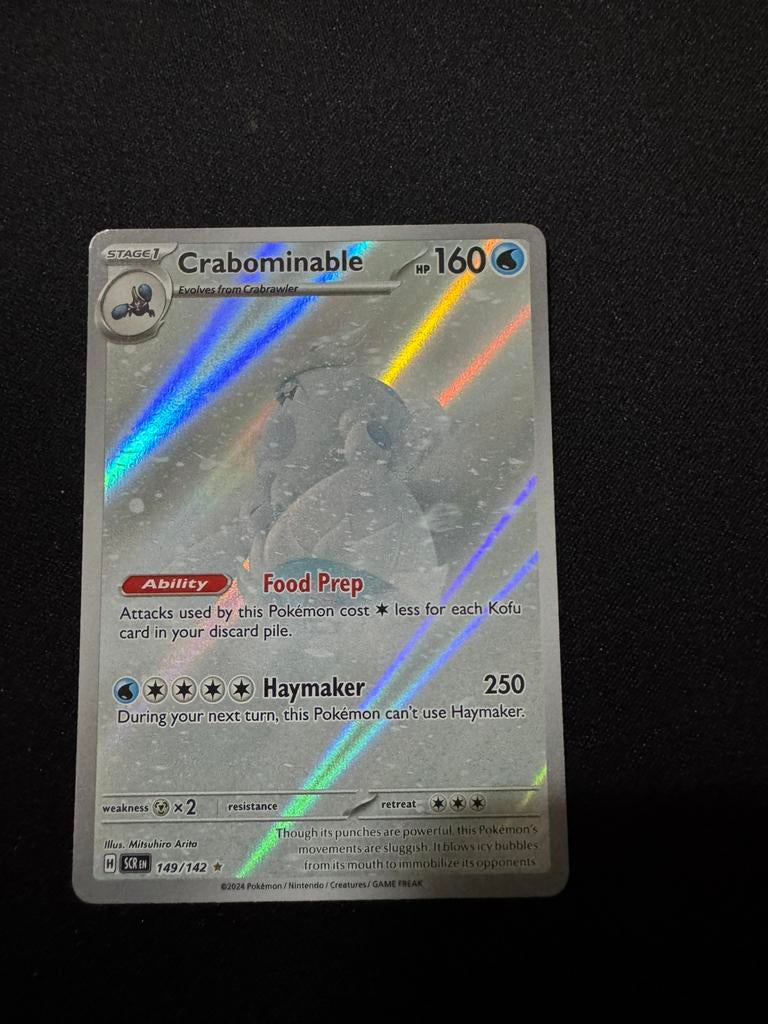 STAGE1 Crabominable HP 160
Evolves from Crabrawler
Ability Food Prep
Attacks used by this Pokémon cost less for each Kofu
card in your discard pile.
Haymaker 250
During your next turn, this Pokémon can't use Haymaker.
weakness ×2 resistance retreat
Illus. Mitsuhiro Arita
Though its punches are powerful, this Pokémon's
movements are sluggish. It blows icy bubbles
from its mouth to immobilize its opponents.
H SCR EN 149/142
©2024 Pokémon / Nintendo / Creatures / GAME FREAK